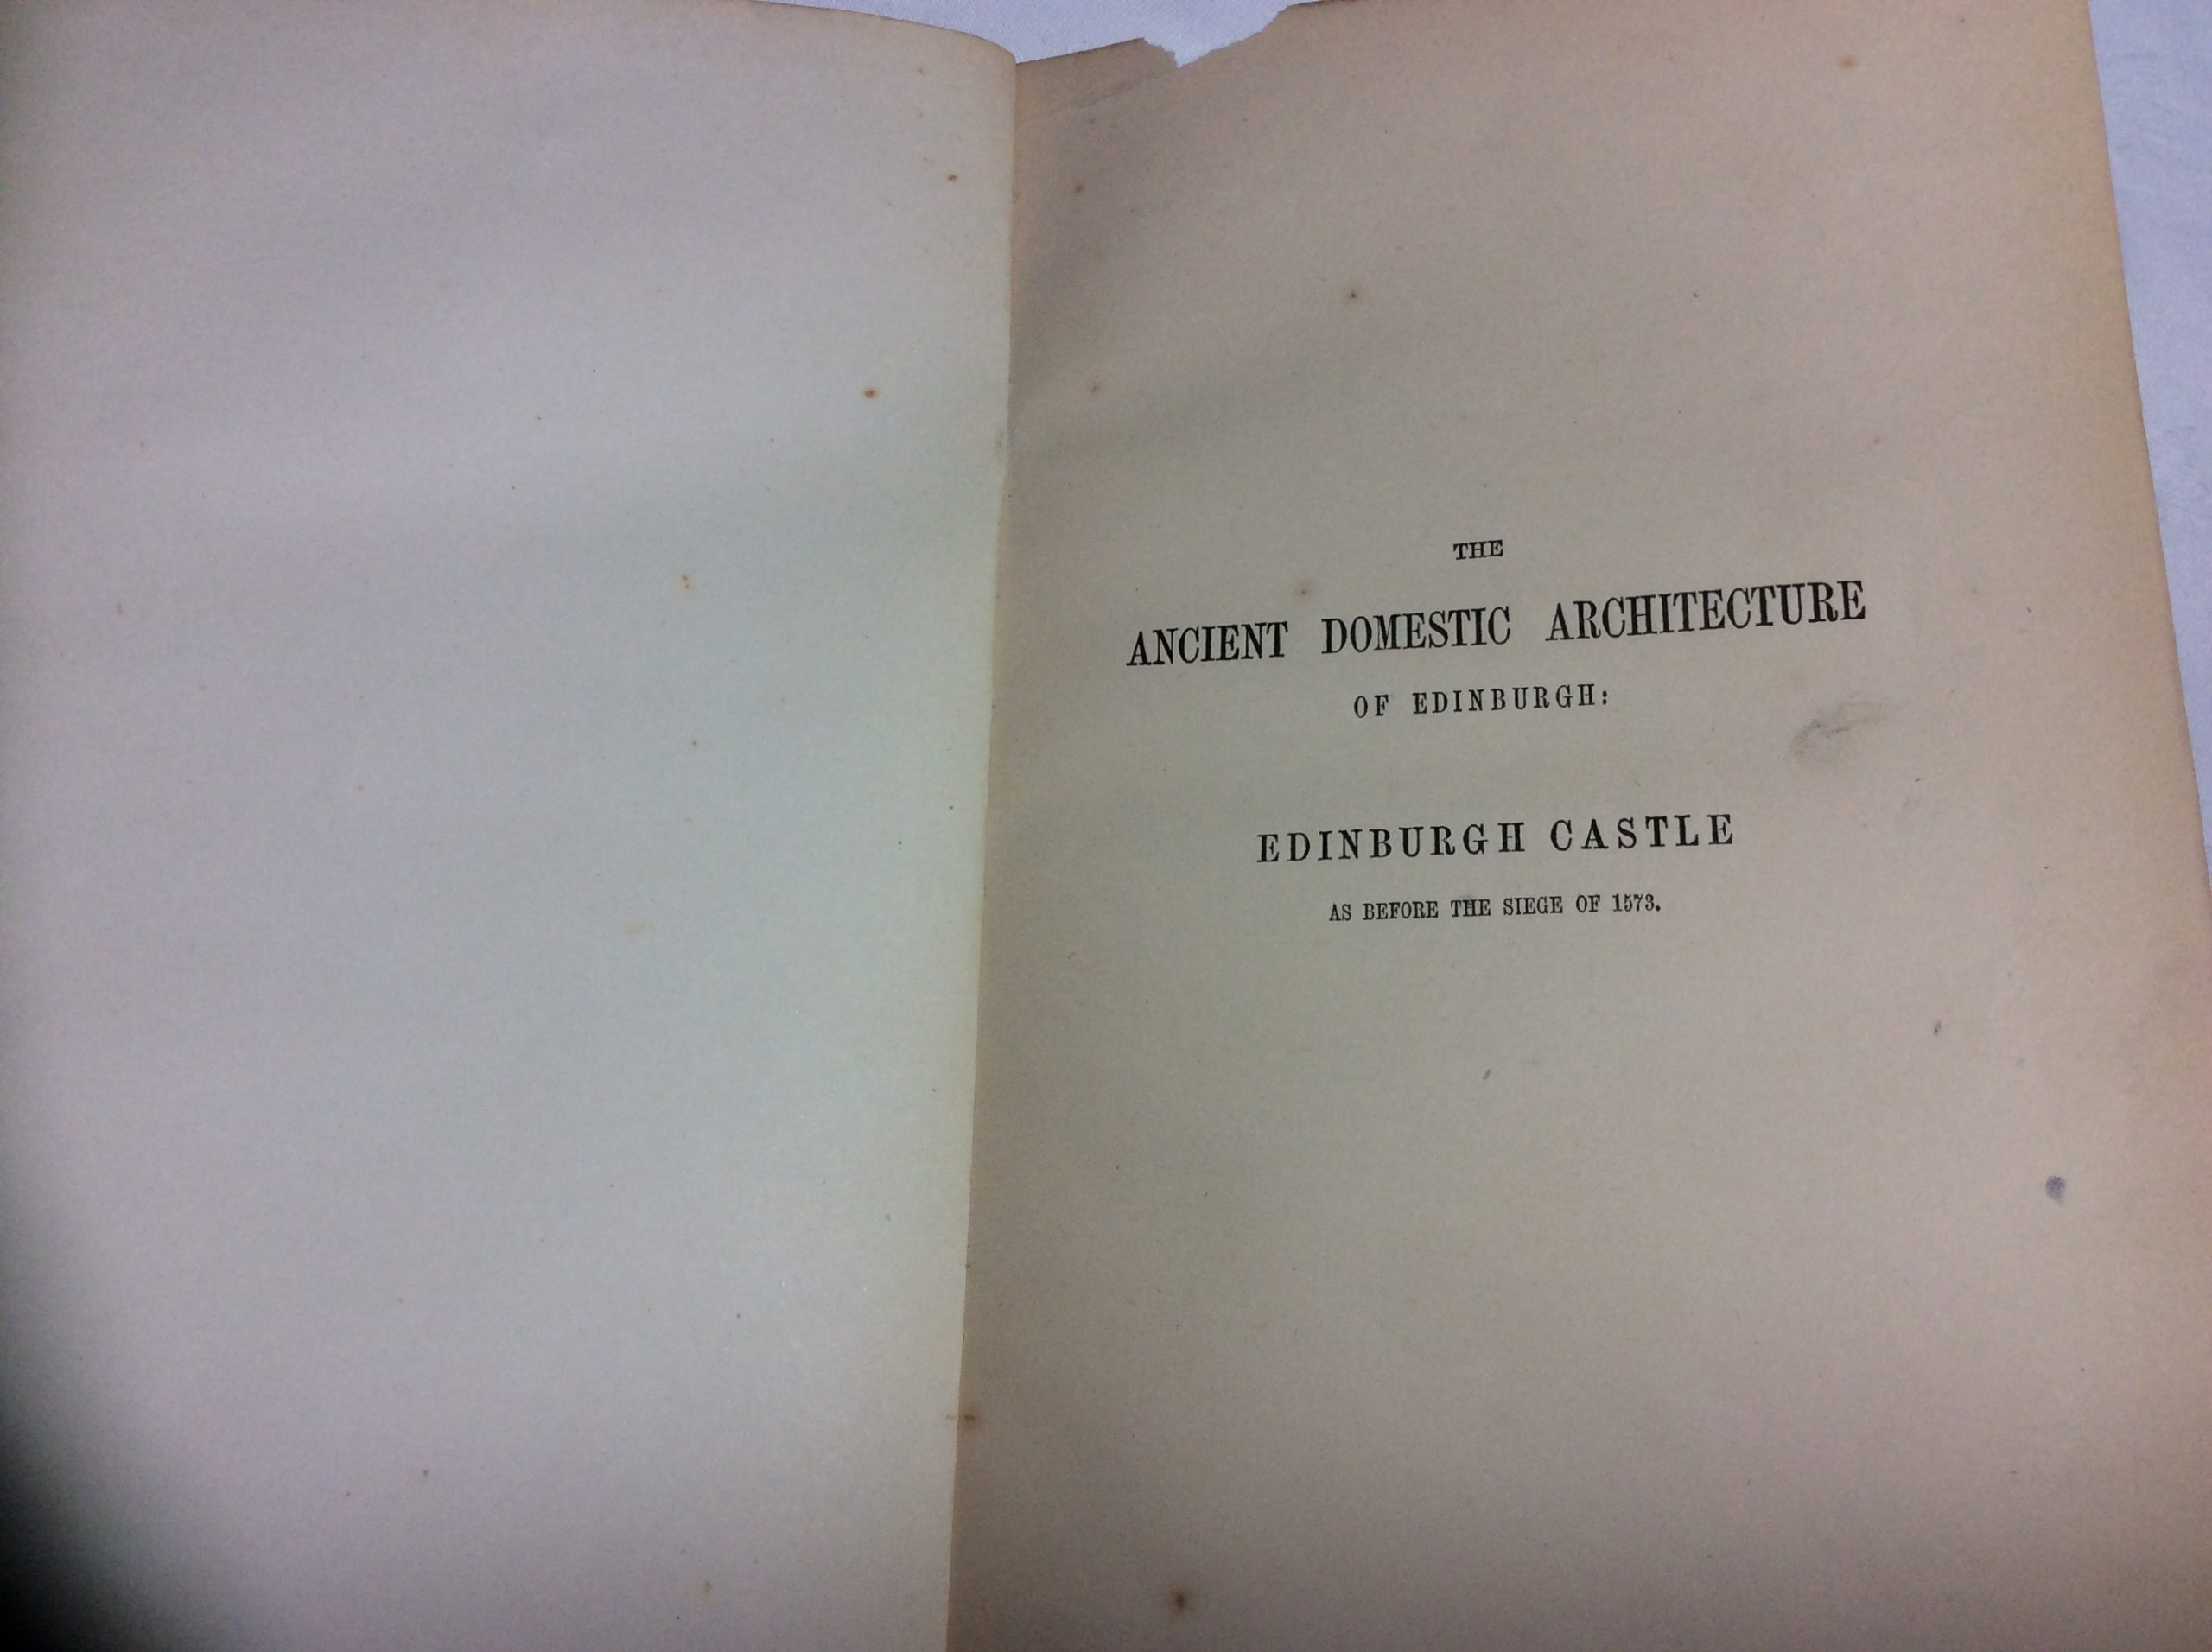 THE
ANCIENT DOMESTIC ARCHITECTURE
OF EDINBURGH:
EDINBURGH CASTLE
AS BEFORE THE SIEGE OF 1573.